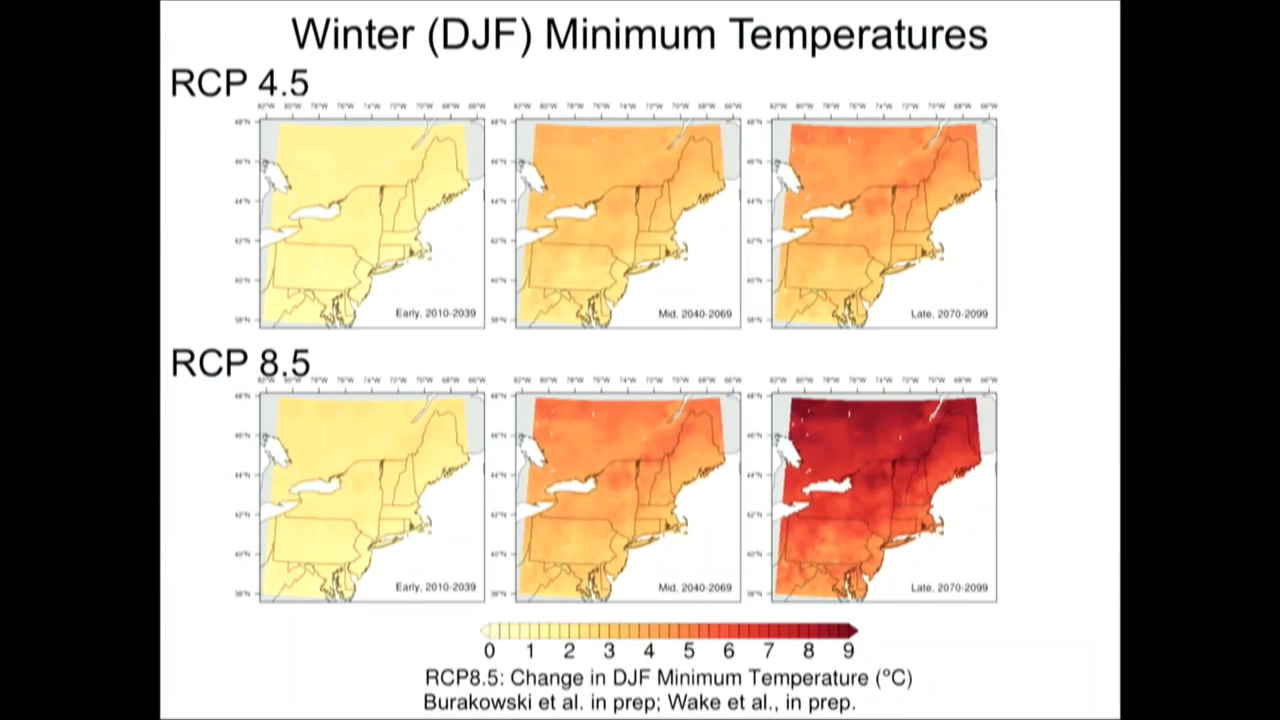 Winter (DJF) Minimum Temperatures
RCP 4.5
Early, 2010-2039
Mid, 2040-2069
Late, 2070-2099
RCP 8.5
Early, 2010-2039
Mid, 2040-2069
Late, 2070-2099
0 1 2 3 4 5 6 7 8 9
RCP8.5: Change in DJF Minimum Temperature (°C)
Burakowski et al. in prep; Wake et al., in prep.